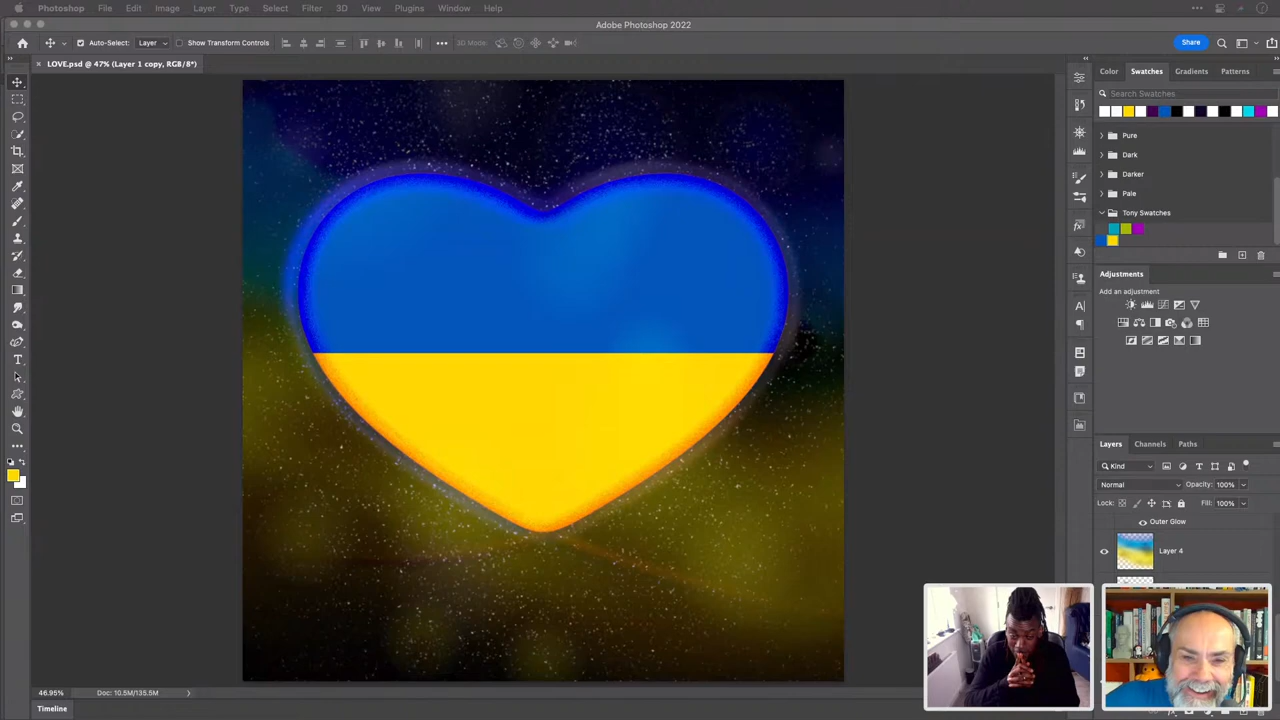 Photoshop File Edit Image Layer Type Select Filter 3D View Plugins Window Help
Adobe Photoshop 2022
Auto-Select: Layer Show Transform Controls 3D Mode: Share
LOVE.psd @ 47% (Layer 1 copy, RGB/8*)
Color Swatches Gradients Patterns
Search Swatches
Pure
Dark
Darker
Pale
Tony Swatches
Adjustments
Add an adjustment
Layers Channels Paths
Kind
Normal Opacity: 100%
Lock: Fill: 100%
Outer Glow
Layer 4
46.95% Doc: 10.5M/135.5M
Timeline